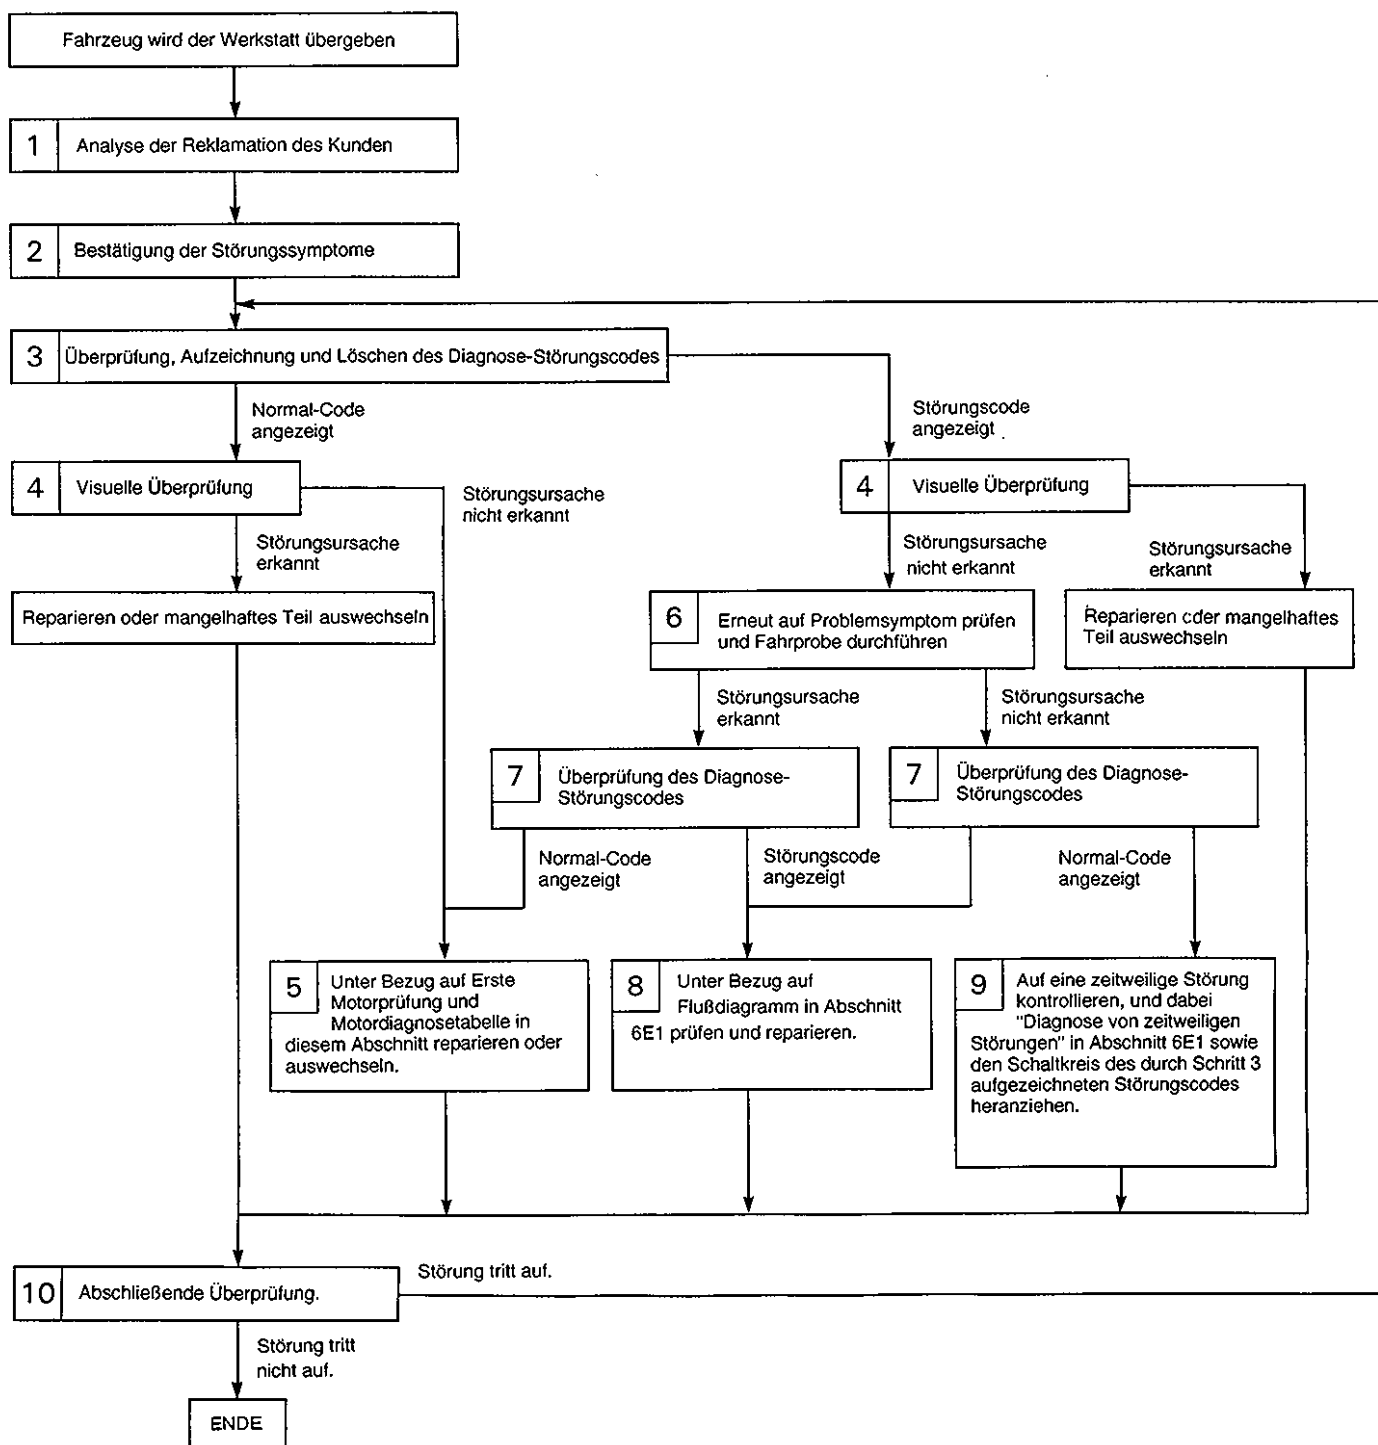 Fahrzeug wird der Werkstatt übergeben
1 Analyse der Reklamation des Kunden
2 Bestätigung der Störungssymptome
3 Überprüfung, Aufzeichnung und Löschen des Diagnose-Störungscodes
Normal-Code
angezeigt
Störungscode
angezeigt
4 Visuelle Überprüfung
Störungsursache
nicht erkannt
4 Visuelle Überprüfung
Störungsursache
erkannt
Störungsursache
nicht erkannt
Störungsursache
erkannt
Reparieren oder mangelhaftes Teil auswechseln
6 Erneut auf Problemsymptom prüfen
und Fahrprobe durchführen
Reparieren oder mangelhaftes
Teil auswechseln
Störungsursache
erkannt
Störungsursache
nicht erkannt
7 Überprüfung des Diagnose-
Störungscodes
7 Überprüfung des Diagnose-
Störungscodes
Normal-Code
angezeigt
Störungscode
angezeigt
Normal-Code
angezeigt
5 Unter Bezug auf Erste
Motorprüfung und
Motordiagnosetabelle in
diesem Abschnitt reparieren oder
auswechseln.
8 Unter Bezug auf
Flußdiagramm in Abschnitt
6E1 prüfen und reparieren.
9 Auf eine zeitweilige Störung
kontrollieren, und dabei
"Diagnose von zeitweiligen
Störungen" in Abschnitt 6E1 sowie
den Schaltkreis des durch Schritt 3
aufgezeichneten Störungscodes
heranziehen.
10 Abschließende Überprüfung.
Störung tritt auf.
Störung tritt
nicht auf.
ENDE